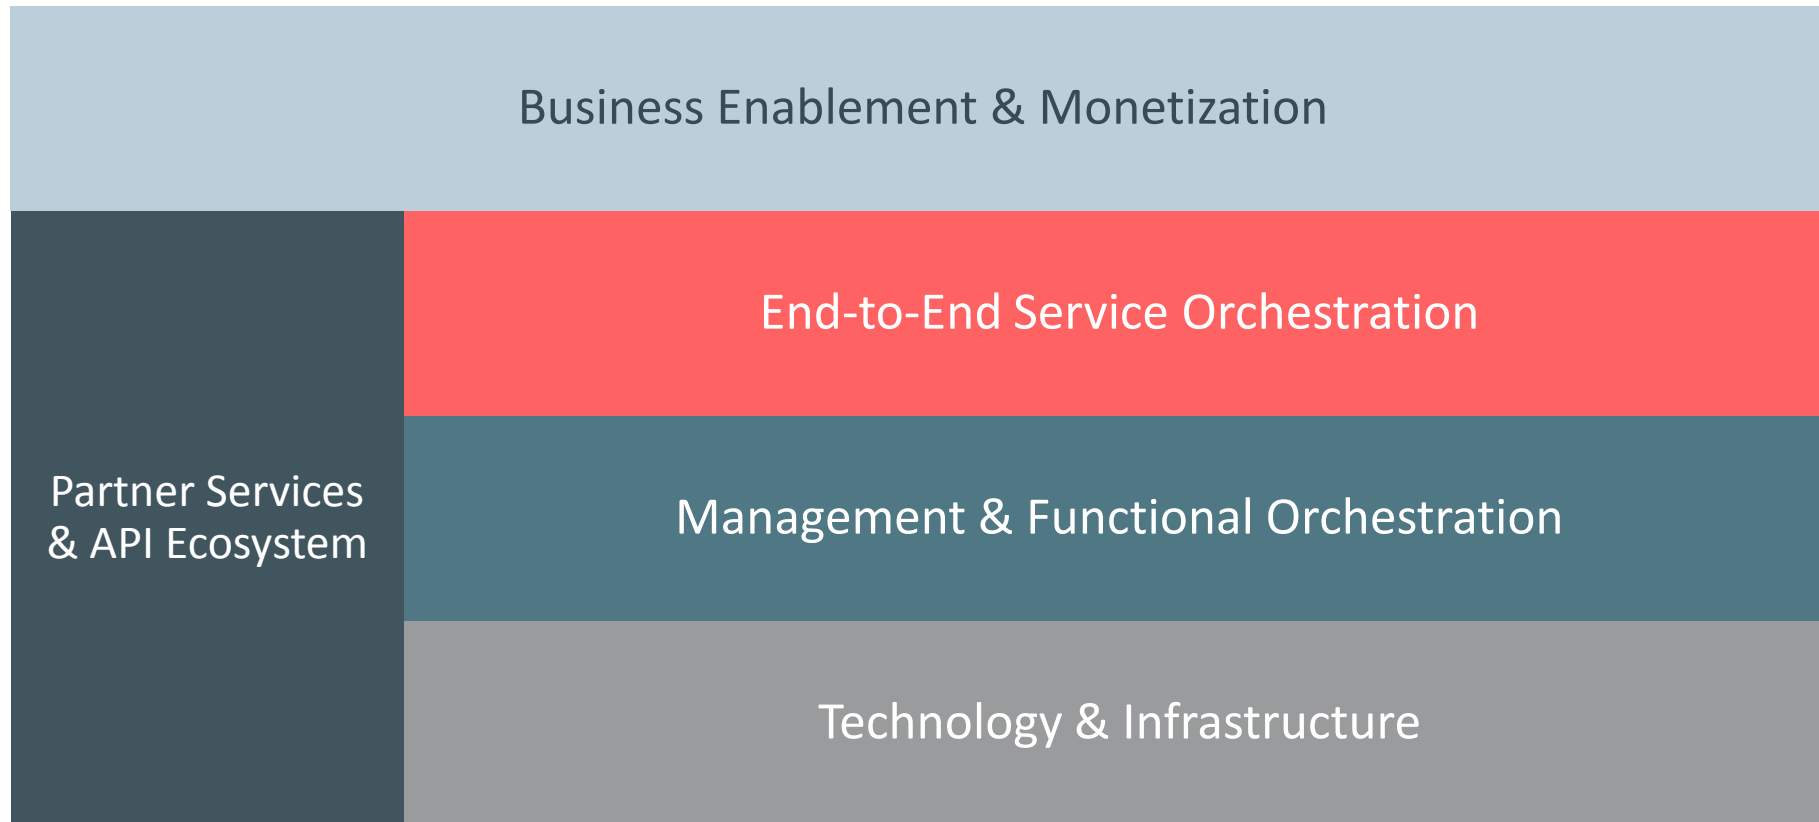 Business Enablement & Monetization
End-to-End Service Orchestration
Partner Services
& API Ecosystem
Management & Functional Orchestration
Technology & Infrastructure